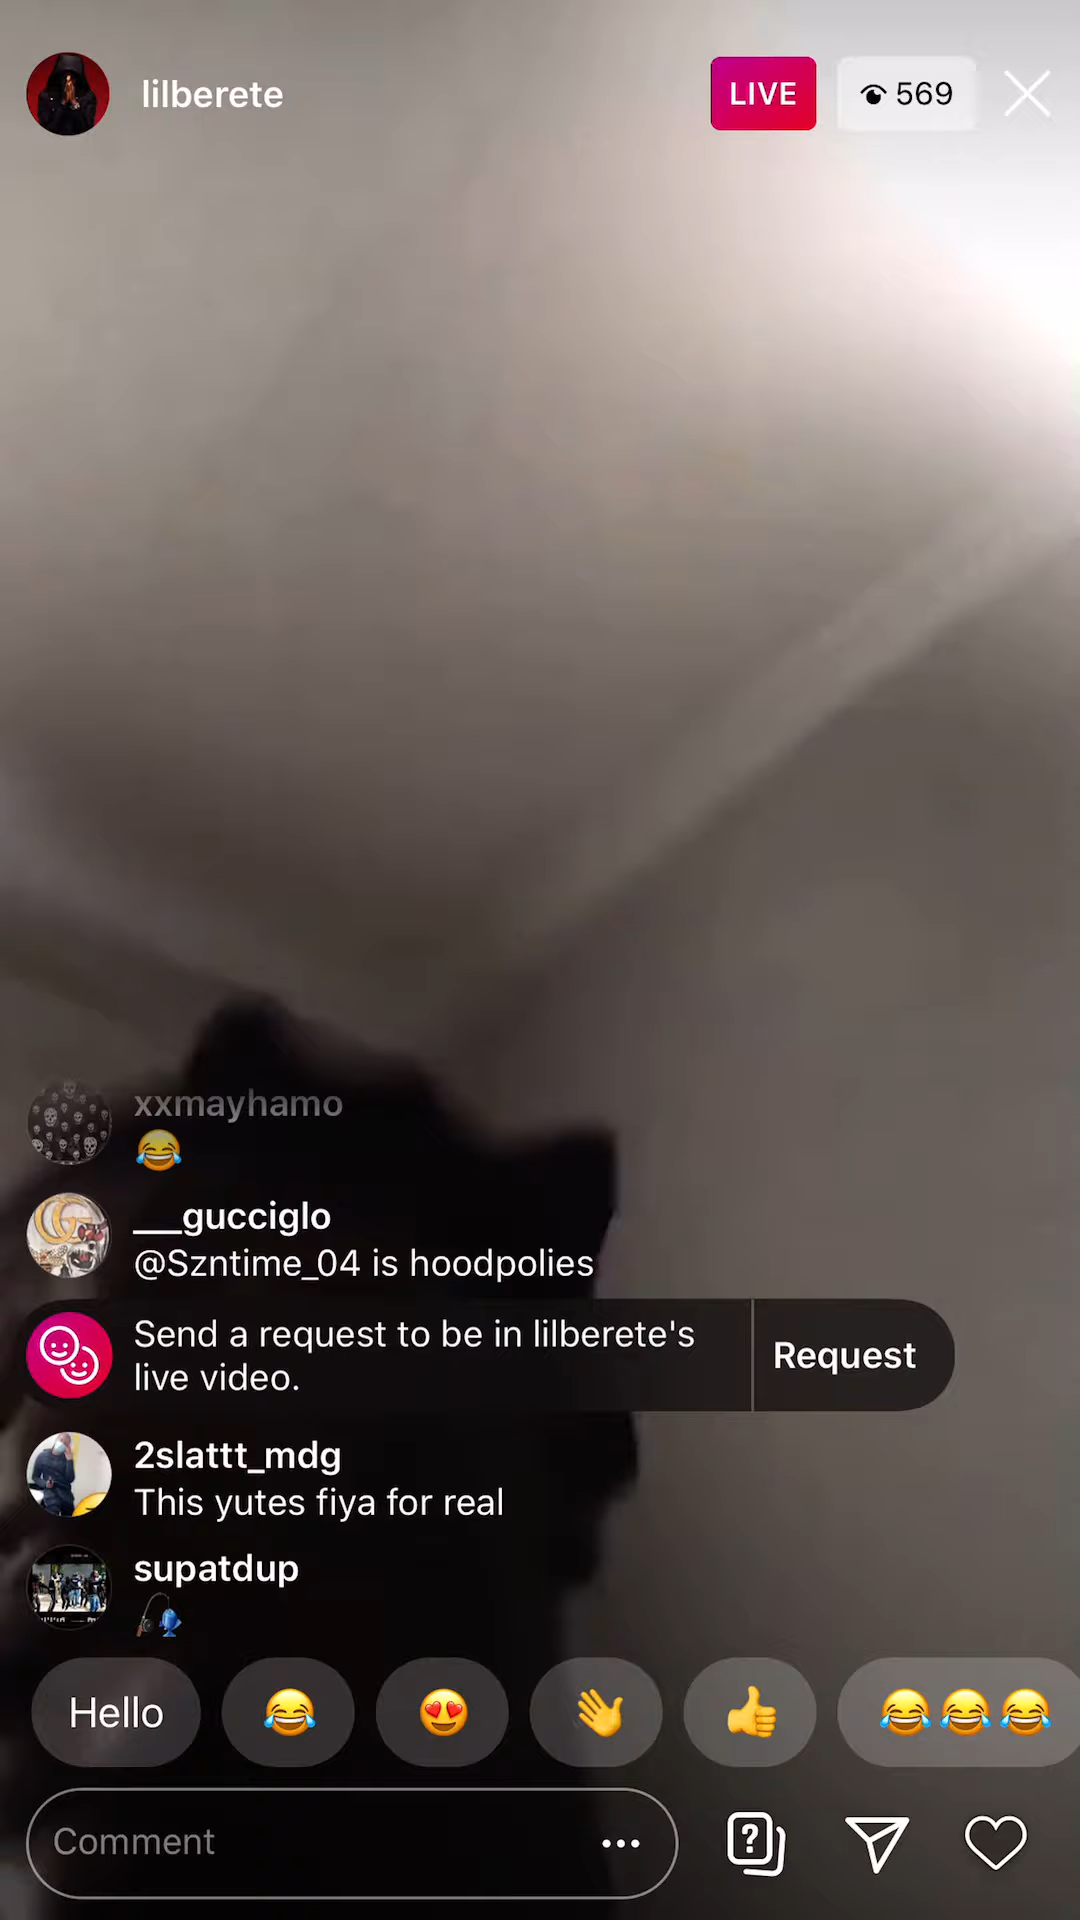 lilberete
LIVE
569
xxmayhamo
😂
___gucciglo
@Szntime_04 is hoodpolies
Send a request to be in lilberete's
live video.
Request
2slattt_mdg
This yutes fiya for real
supatdup
🎣
Hello 😂 😍 👋 👍 😂😂😂
Comment